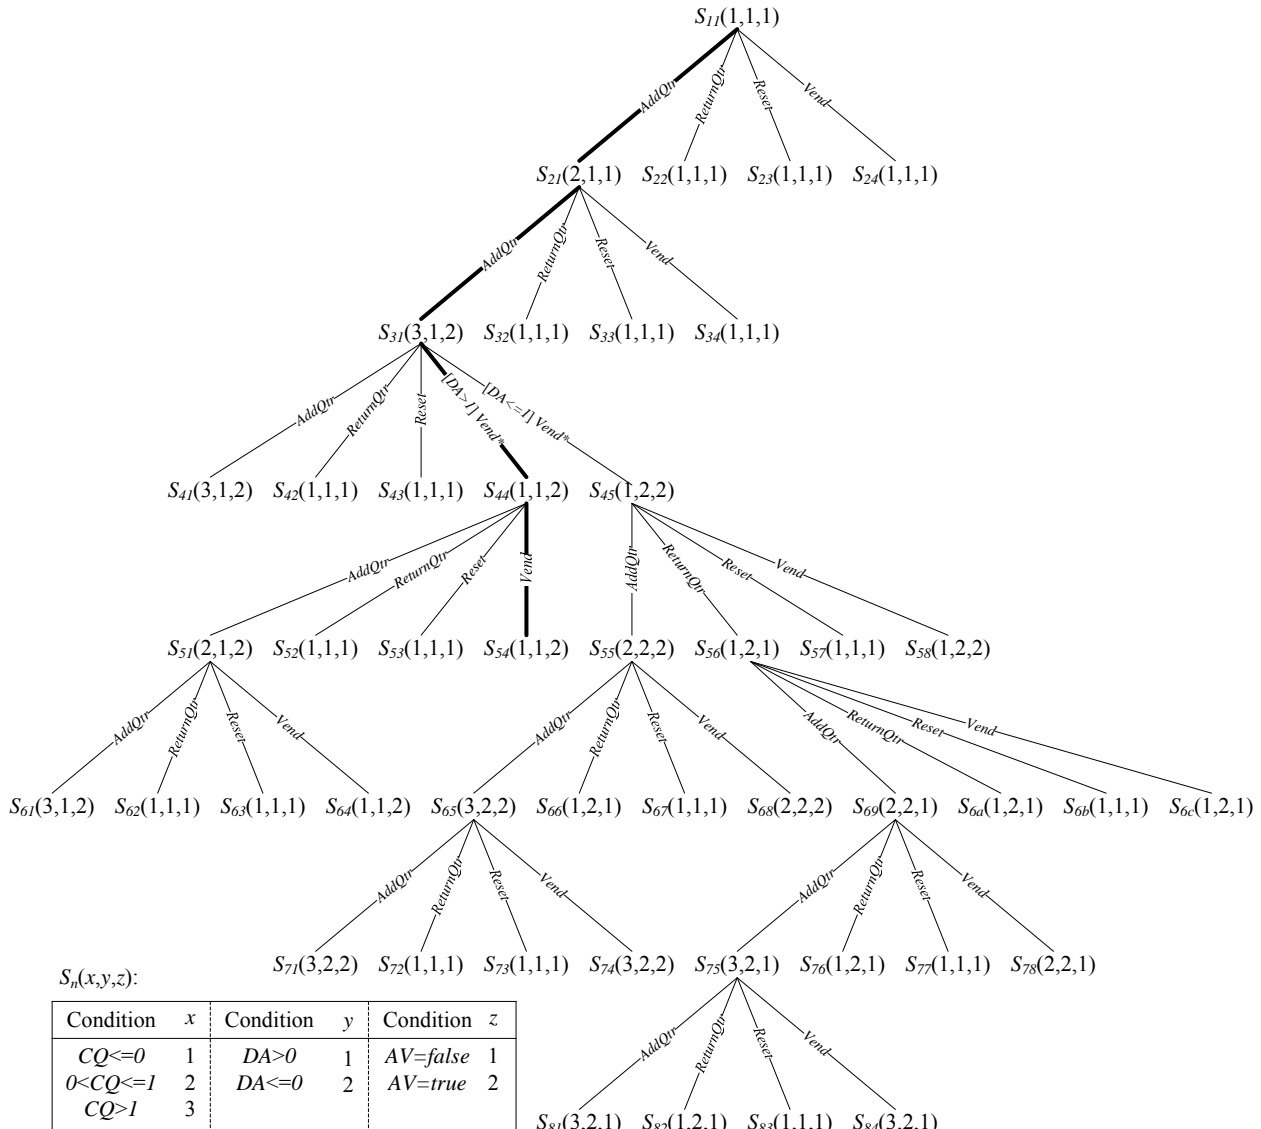 S11(1,1,1)
AddQtr ReturnQtr Reset Vend
S21(2,1,1) S22(1,1,1) S23(1,1,1) S24(1,1,1)
AddQtr ReturnQtr Reset Vend
S31(3,1,2) S32(1,1,1) S33(1,1,1) S34(1,1,1)
AddQtr ReturnQtr Reset [DA>1] Vend* [DA<=1] Vend*
S41(3,1,2) S42(1,1,1) S43(1,1,1) S44(1,1,2) S45(1,2,2)
AddQtr ReturnQtr Reset Vend AddQtr ReturnQtr Reset Vend
S51(2,1,2) S52(1,1,1) S53(1,1,1) S54(1,1,2) S55(2,2,2) S56(1,2,1) S57(1,1,1) S58(1,2,2)
AddQtr ReturnQtr Reset Vend AddQtr ReturnQtr Reset Vend AddQtr ReturnQtr Reset Vend
S61(3,1,2) S62(1,1,1) S63(1,1,1) S64(1,1,2) S65(3,2,2) S66(1,2,1) S67(1,1,1) S68(2,2,2) S69(2,2,1) S6a(1,2,1) S6b(1,1,1) S6c(1,2,1)
AddQtr ReturnQtr Reset Vend AddQtr ReturnQtr Reset Vend
S71(3,2,2) S72(1,1,1) S73(1,1,1) S74(3,2,2) S75(3,2,1) S76(1,2,1) S77(1,1,1) S78(2,2,1)
AddQtr ReturnQtr Reset Vend
S81(3,2,1) S82(1,2,1) S83(1,1,1) S84(3,2,1)
Sn(x,y,z):
Condition x Condition y Condition z
CQ<=0 1 DA>0 1 AV=false 1
0<CQ<=1 2 DA<=0 2 AV=true 2
CQ>1 3